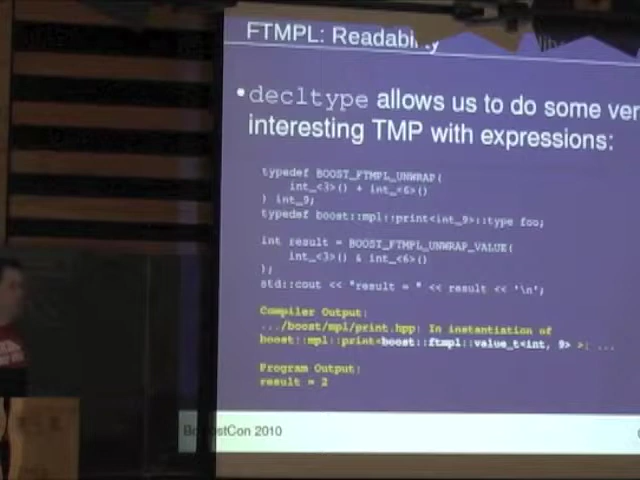 FTMPL: Readability
• decltype allows us to do some ver
interesting TMP with expressions:
typedef BOOST_FTMPL_UNWRAP(
int_<3>() + int_<6>()
) int_9;
typedef boost::mpl::print<int_9>::type foo;
int result = BOOST_FTMPL_UNWRAP_VALUE(
int_<3>() & int_<6>()
);
std::cout << "result = " << result << '\n';
Compiler Output:
.../boost/mpl/print.hpp: In instantiation of
boost::mpl::print<boost::ftmpl::value_t<int, 9> >: ...
Program Output:
result = 2
BoostCon 2010